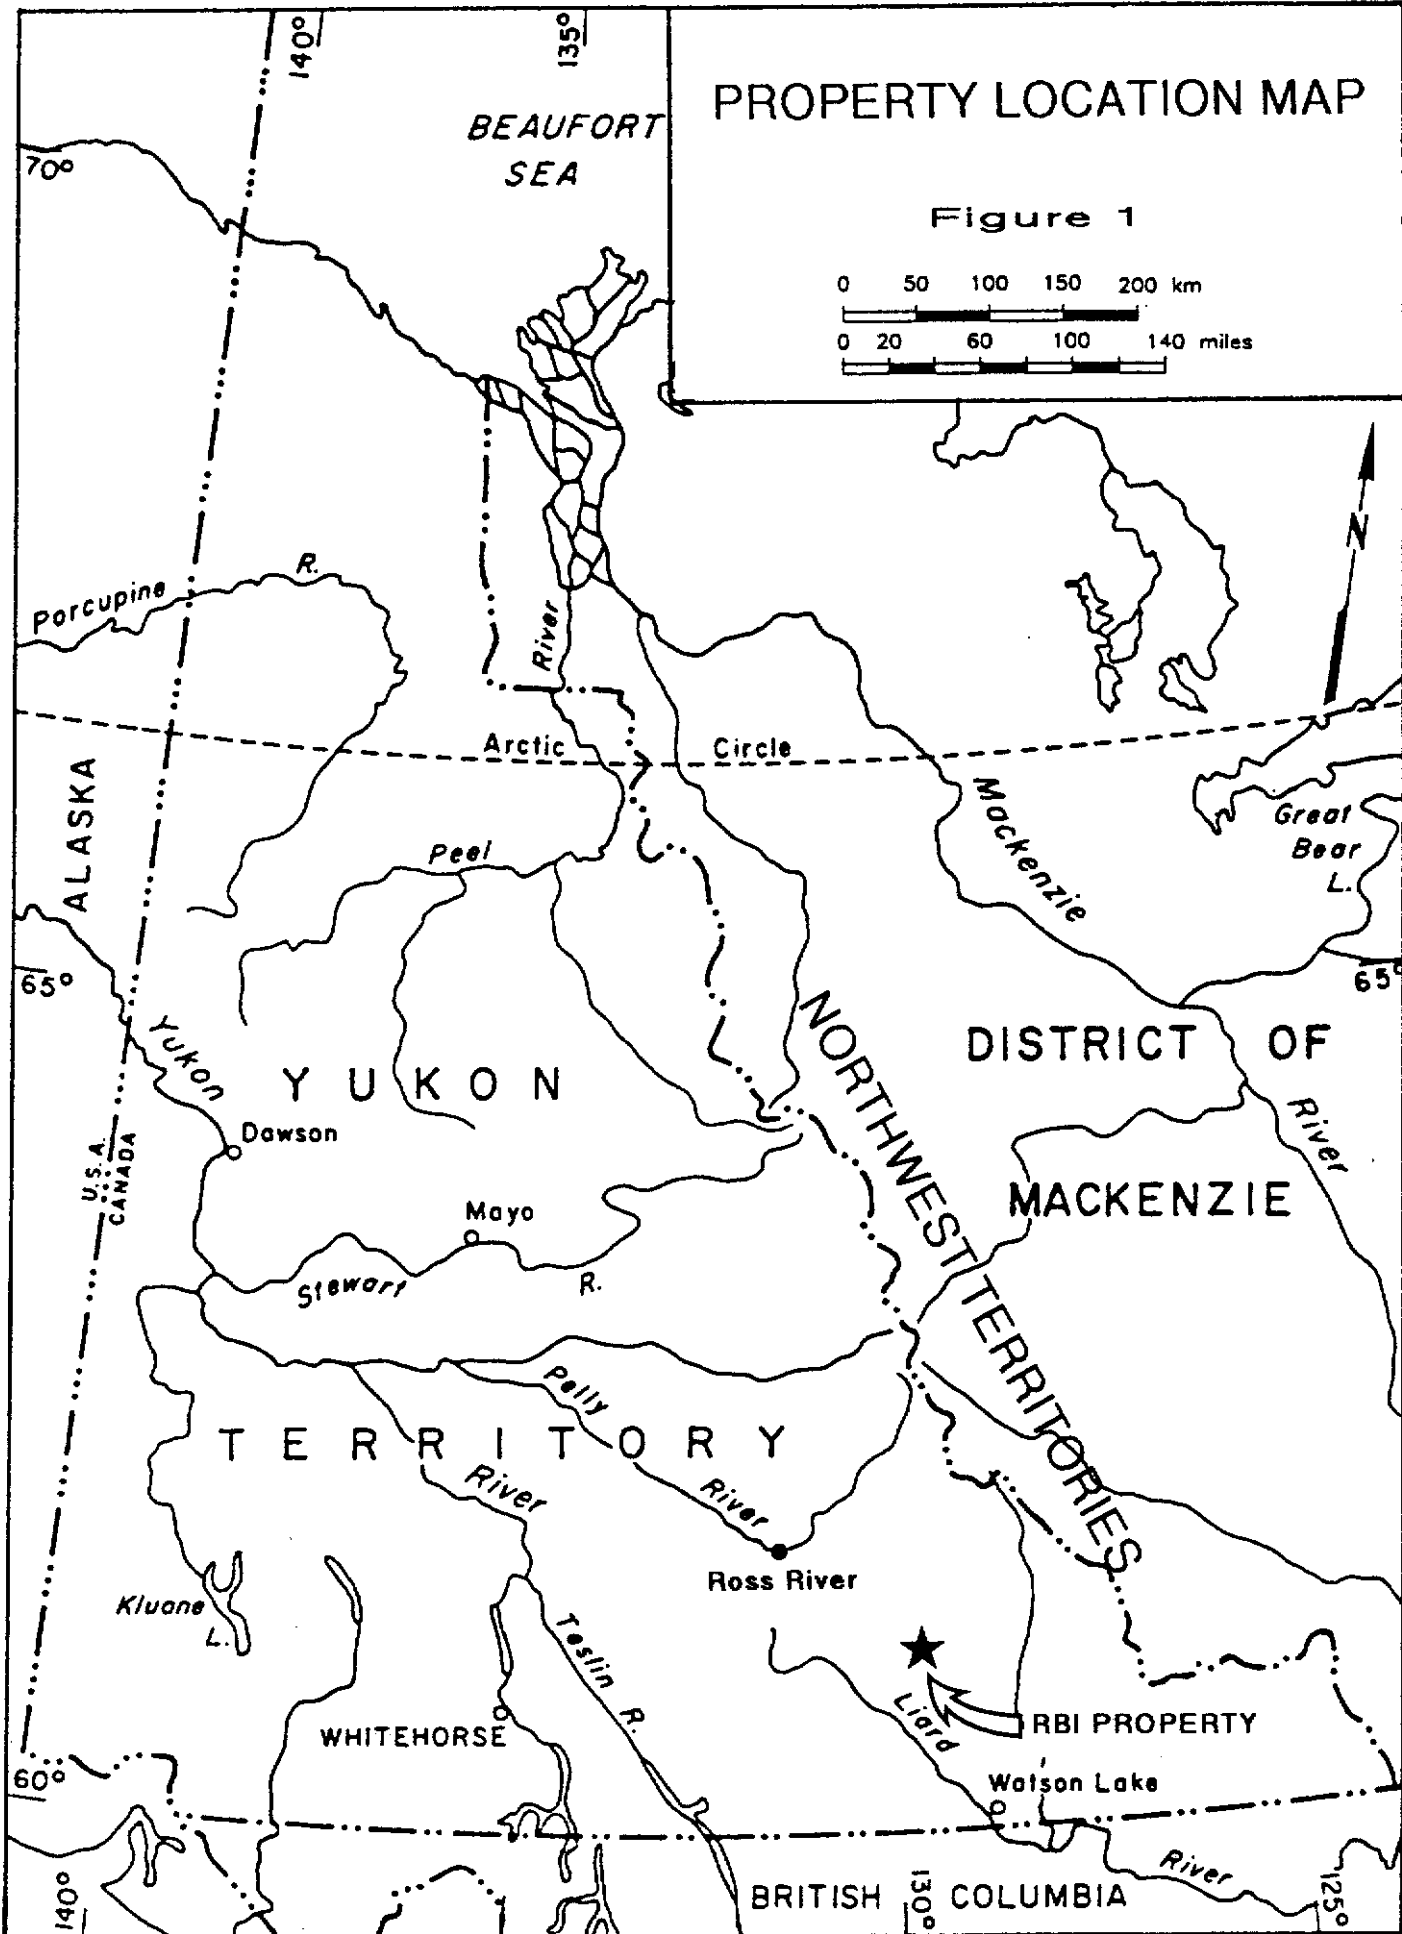 140°
135°
PROPERTY LOCATION MAP
BEAUFORT
SEA
70°
Figure 1
0 50 100 150 200 km
0 20 60 100 140 miles
N
Porcupine R.
River
Arctic Circle
ALASKA
Mackenzie
Great
Bear
L.
Peel
65°
65°
Yukon
YUKON
NORTHWEST TERRITORIES
DISTRICT OF
MACKENZIE
River
Dawson
U.S.A.
CANADA
Mayo
Stewart R.
Pelly
TERRITORY
River
River
Ross River
Kluane
L.
Teslin R.
Liard
RBI PROPERTY
WHITEHORSE
60°
Watson Lake
River
BRITISH COLUMBIA
140°
130°
125°